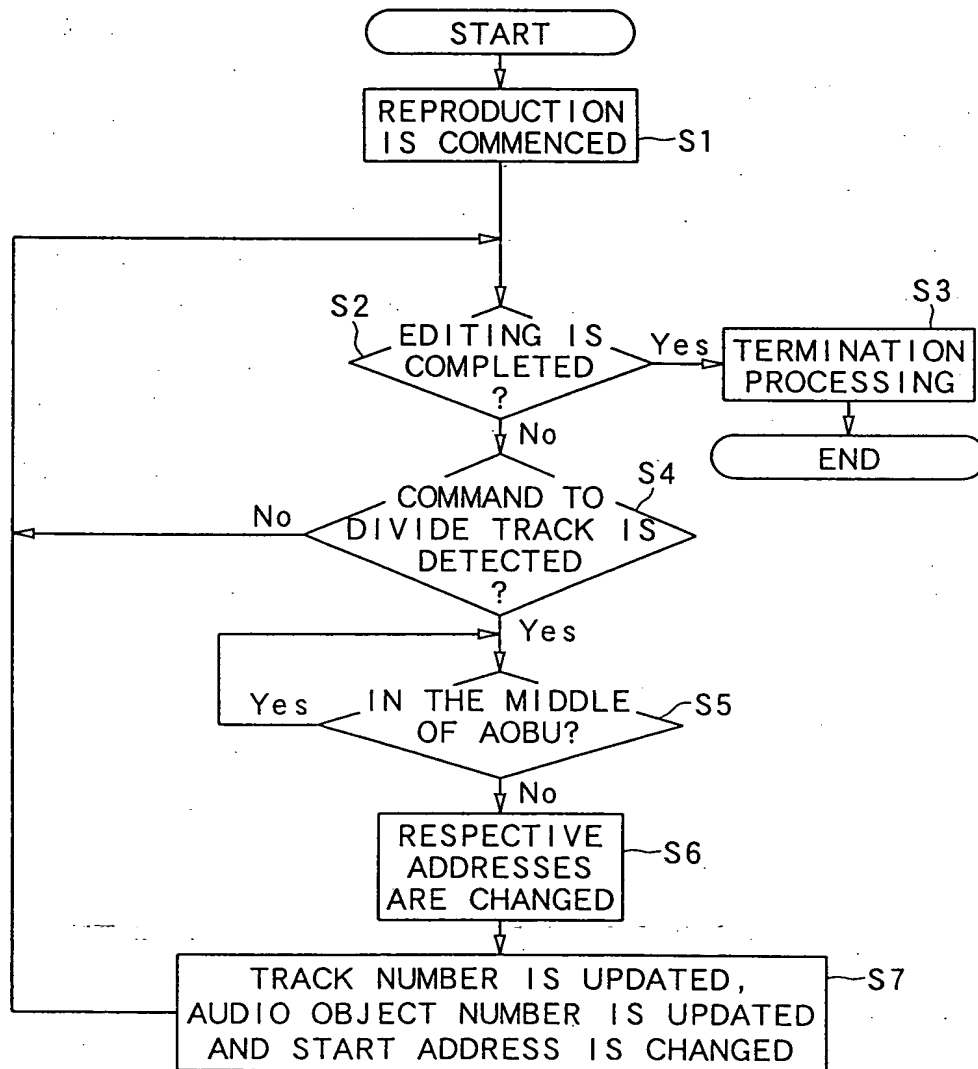 START
REPRODUCTION
IS COMMENCED
S1
S2
EDITING IS
COMPLETED
?
Yes
S3
TERMINATION
PROCESSING
No
END
S4
COMMAND TO
DIVIDE TRACK IS
DETECTED
?
No
Yes
IN THE MIDDLE
OF AOBU?
S5
Yes
No
RESPECTIVE
ADDRESSES
ARE CHANGED
S6
TRACK NUMBER IS UPDATED,
AUDIO OBJECT NUMBER IS UPDATED
AND START ADDRESS IS CHANGED
S7